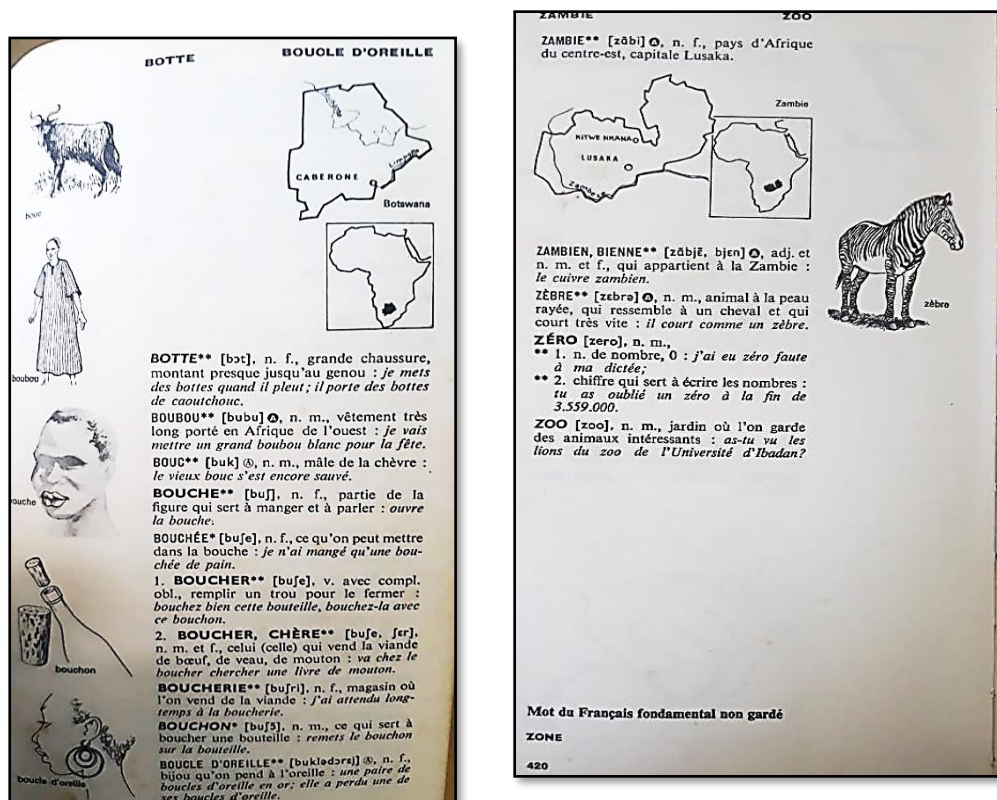 BOTTE
BOUCLE D'OREILLE
bouc
boubou
bouche
bouchon
boucle d'oreille
CABERONE
Limpopo
Botswana
BOTTE** [bɔt], n. f., grande chaussure,
montant presque jusqu'au genou : je mets
des bottes quand il pleut ; il porte des bottes
de caoutchouc.
BOUBOU** [bubu] Ⓐ, n. m., vêtement très
long porté en Afrique de l'ouest : je vais
mettre un grand boubou blanc pour la fête.
BOUC** [buk] Ⓐ, n. m., mâle de la chèvre :
le vieux bouc s'est encore sauvé.
BOUCHE** [buʃ], n. f., partie de la
figure qui sert à manger et à parler : ouvre
la bouche.
BOUCHÉE* [buʃe], n. f., ce qu'on peut mettre
dans la bouche : je n'ai mangé qu'une bou-
chée de pain.
1. BOUCHER** [buʃe], v. avec compl.
obl., remplir un trou pour le fermer :
bouchez bien cette bouteille, bouchez-la avec
ce bouchon.
2. BOUCHER, CHÈRE** [buʃe, ʃɛr],
n. m. et f., celui (celle) qui vend la viande
de bœuf, de veau, de mouton : va chez le
boucher chercher une livre de mouton.
BOUCHERIE** [buʃri], n. f., magasin où
l'on vend de la viande : j'ai attendu long-
temps à la boucherie.
BOUCHON* [buʃɔ̃], n. m., ce qui sert à
boucher une bouteille : remets le bouchon
sur la bouteille.
BOUCLE D'OREILLE** [buklədɔrɛj] Ⓐ, n. f.,
bijou qu'on pend à l'oreille : une paire de
boucles d'oreille en or; elle a perdu une de
ses boucles d'oreille.
ZAMBIE
ZOO
ZAMBIE** [zɑ̃bi] Ⓐ, n. f., pays d'Afrique
du centre-est, capitale Lusaka.
Zambie
KITWE NKANA
LUSAKA
Zambèze
ZAMBIEN, BIENNE** [zɑ̃bjɛ̃, bjɛn] Ⓐ, adj. et
n. m. et f., qui appartient à la Zambie :
le cuivre zambien.
ZÈBRE** [zɛbrə] Ⓐ, n. m., animal à la peau
rayée, qui ressemble à un cheval et qui
court très vite : il court comme un zèbre.
zèbre
ZÉRO [zero], n. m.,
** 1. n. de nombre, 0 : j'ai eu zéro faute
à ma dictée;
** 2. chiffre qui sert à écrire les nombres :
tu as oublié un zéro à la fin de
3.559.000.
ZOO [zoo], n. m., jardin où l'on garde
des animaux intéressants : as-tu vu les
lions du zoo de l'Université d'Ibadan?
Mot du Français fondamental non gardé
ZONE
420